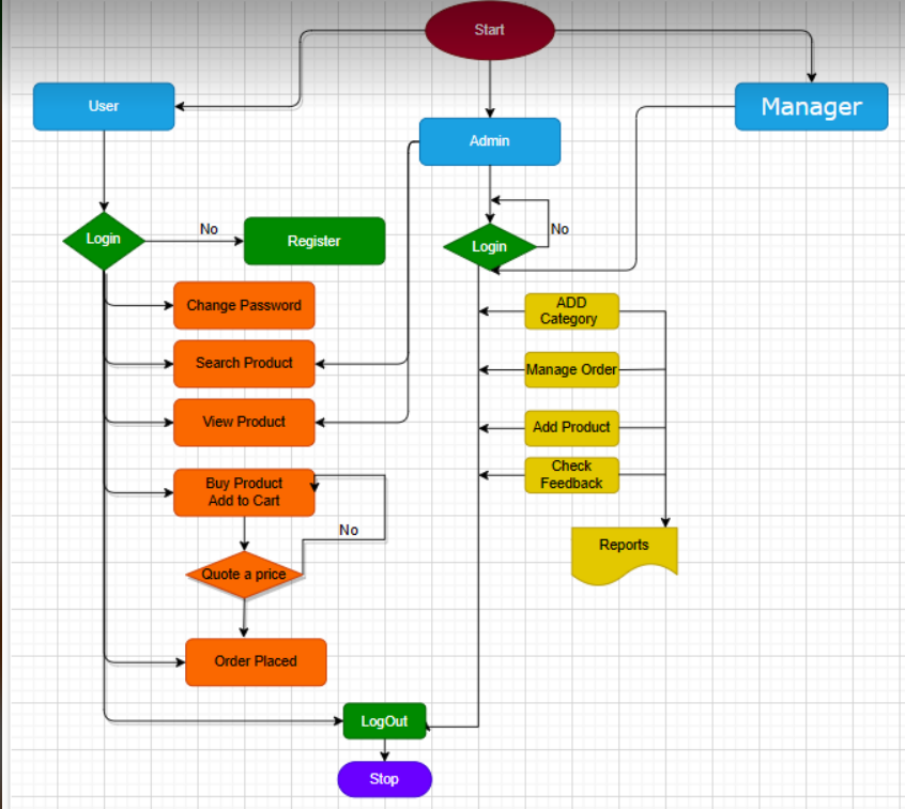 Start
User
Manager
Admin
Login
No
Register
Login
No
Change Password
ADD
Category
Search Product
Manage Order
View Product
Add Product
Buy Product
Add to Cart
Check
Feedback
No
Quote a price
Reports
Order Placed
LogOut
Stop